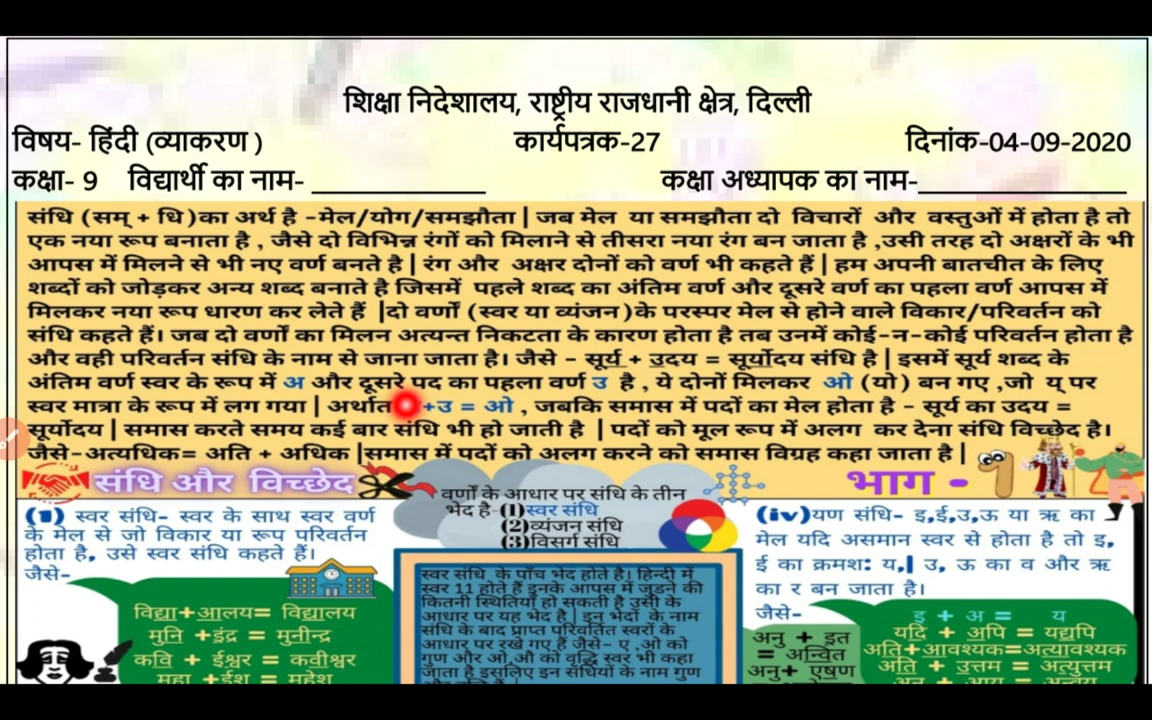 शिक्षा निदेशालय, राष्ट्रीय राजधानी क्षेत्र, दिल्ली
विषय- हिंदी (व्याकरण ) कार्यपत्रक-27 दिनांक-04-09-2020
कक्षा- 9 विद्यार्थी का नाम- ____________ कक्षा अध्यापक का नाम-______________
संधि (सम् + धि )का अर्थ है -मेल/योग/समझौता | जब मेल या समझौता दो विचारों और वस्तुओं में होता है तो
एक नया रूप बनाता है , जैसे दो विभिन्न रंगों को मिलाने से तीसरा नया रंग बन जाता है ,उसी तरह दो अक्षरों के भी
आपस में मिलने से भी नए वर्ण बनते है | रंग और अक्षर दोनों को वर्ण भी कहते हैं | हम अपनी बातचीत के लिए
शब्दों को जोड़कर अन्य शब्द बनाते है जिसमें पहले शब्द का अंतिम वर्ण और दूसरे वर्ण का पहला वर्ण आपस में
मिलकर नया रूप धारण कर लेते हैं |दो वर्णों (स्वर या व्यंजन )के परस्पर मेल से होने वाले विकार/परिवर्तन को
संधि कहते हैं। जब दो वर्णों का मिलन अत्यन्त निकटता के कारण होता है तब उनमें कोई-न-कोई परिवर्तन होता है
और वही परिवर्तन संधि के नाम से जाना जाता है। जैसे - सूर्य + उदय = सूर्योदय संधि है | इसमें सूर्य शब्द के
अंतिम वर्ण स्वर के रूप में अ और दूसरे पद का पहला वर्ण उ है , ये दोनों मिलकर ओ (यो) बन गए ,जो य् पर
स्वर मात्रा के रूप में लग गया | अर्थात +उ = ओ , जबकि समास में पदों का मेल होता है - सूर्य का उदय =
सूर्योदय | समास करते समय कई बार संधि भी हो जाती है | पदों को मूल रूप में अलग कर देना संधि विच्छेद है।
जैसे-अत्यधिक= अति + अधिक |समास में पदों को अलग करने को समास विग्रह कहा जाता है |
संधि और विच्छेद
भाग - 1
वर्णों के आधार पर संधि के तीन
भेद है-(1)स्वर संधि
(2)व्यंजन संधि
(3)विसर्ग संधि
(1) स्वर संधि- स्वर के साथ स्वर वर्ण
के मेल से जो विकार या रूप परिवर्तन
होता है, उसे स्वर संधि कहते हैं।
जैसे-
विद्या+आलय= विद्यालय
मुनि +इंद्र = मुनीन्द्र
कवि + ईश्वर = कवीश्वर
महा +ईश = महेश
स्वर संधि के पाँच भेद होते है। हिन्दी में
स्वर 11 होते हैं इनके आपस में जुड़ने की
कितनी स्थितियाँ हो सकती है उसी के
आधार पर यह भेद है | इन भेदों के नाम
संधि के बाद प्राप्त परिवर्तित स्वरों के
आधार पर रखे गए हैं जैसे- ए ,ओ को
गुण और ओ,औ को वृद्धि स्वर भी कहा
जाता है इसलिए इन संधियों के नाम गुण
(iv)यण संधि- इ,ई,उ,ऊ या ऋ का
मेल यदि असमान स्वर से होता है तो इ,
ई का क्रमश: य,| उ, ऊ का व और ऋ
का र बन जाता है।
जैसे-
अनु + इत
= अन्वित
अनु+ एषण
इ + अ = य
यदि + अपि = यद्यपि
अति+आवश्यक=अत्यावश्यक
अति + उत्तम = अत्युत्तम